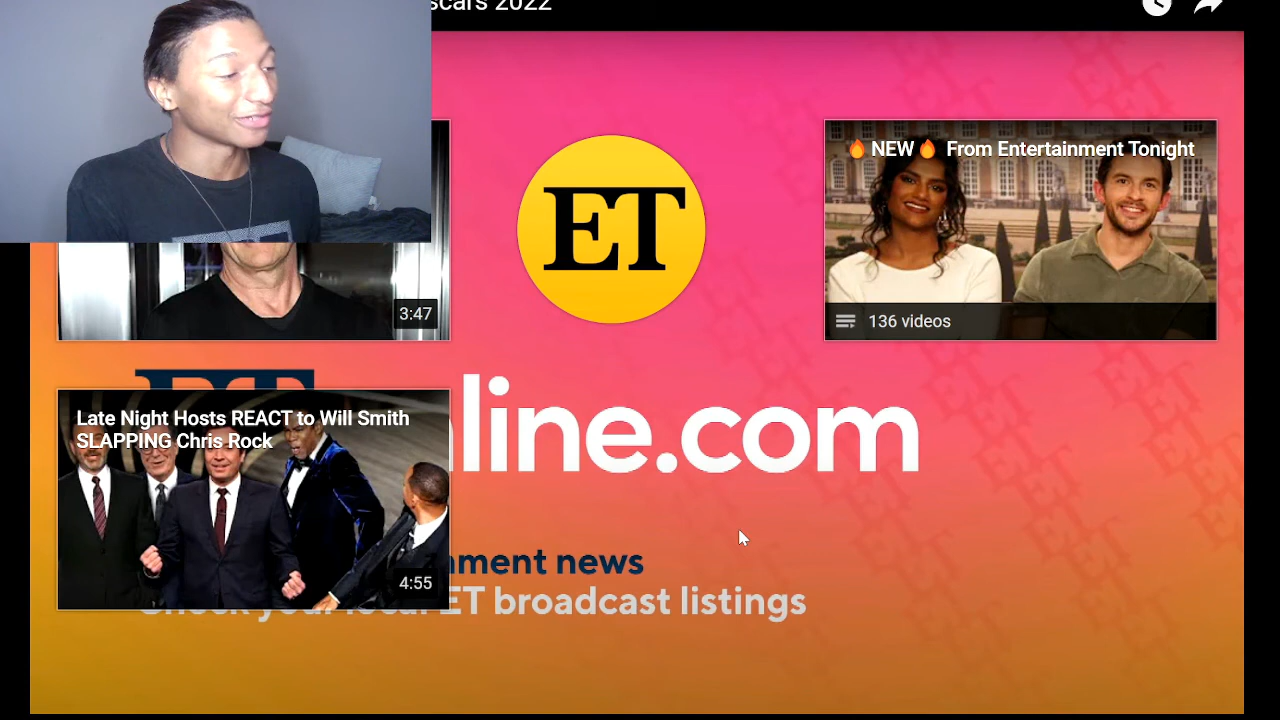 scars 2022
ET
🔥 NEW 🔥 From Entertainment Tonight
3:47
136 videos
line.com
Late Night Hosts REACT to Will Smith
SLAPPING Chris Rock
4:55
nment news
ET broadcast listings